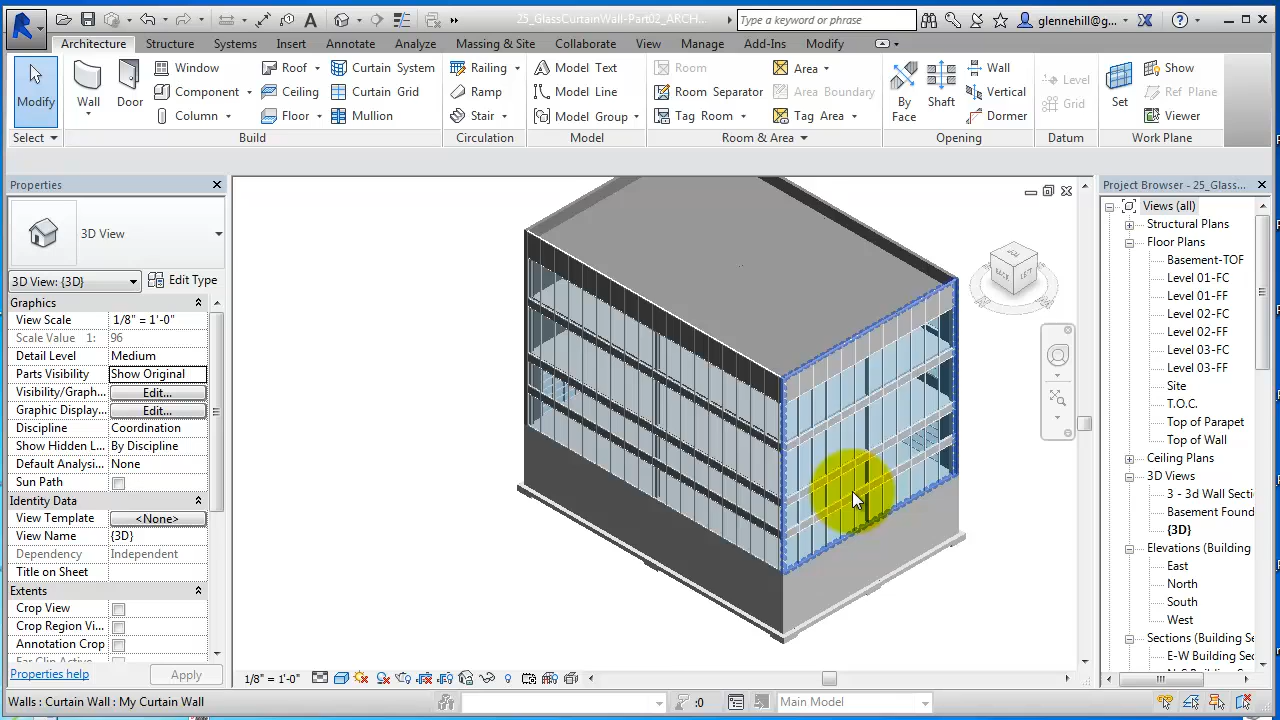 25_GlassCurtainWall-Part02_ARCH...
Type a keyword or phrase
glennehill@g...
Architecture Structure Systems Insert Annotate Analyze Massing & Site Collaborate View Manage Add-Ins Modify
Modify
Wall
Door
Window
Component
Column
Roof
Ceiling
Floor
Curtain System
Curtain Grid
Mullion
Railing
Ramp
Stair
Model Text
Model Line
Model Group
Room
Room Separator
Tag Room
Area
Area Boundary
Tag Area
By
Face
Shaft
Wall
Vertical
Dormer
Level
Grid
Set
Show
Ref Plane
Viewer
Select Build Circulation Model Room & Area Opening Datum Work Plane
Properties
3D View
3D View: {3D} Edit Type
Graphics
View Scale 1/8" = 1'-0"
Scale Value 1: 96
Detail Level Medium
Parts Visibility Show Original
Visibility/Graph... Edit...
Graphic Display... Edit...
Discipline Coordination
Show Hidden L... By Discipline
Default Analysi... None
Sun Path
Identity Data
View Template <None>
View Name {3D}
Dependency Independent
Title on Sheet
Extents
Crop View
Crop Region Vi...
Annotation Crop
Far Clip Active
Properties help Apply
BACK LEFT
Project Browser - 25_Glass...
Views (all)
Structural Plans
Floor Plans
Basement-TOF
Level 01-FC
Level 01-FF
Level 02-FC
Level 02-FF
Level 03-FC
Level 03-FF
Site
T.O.C.
Top of Parapet
Top of Wall
Ceiling Plans
3D Views
3 - 3d Wall Secti
Basement Found
{3D}
Elevations (Building
East
North
South
West
Sections (Building Se
E-W Building Sec
1/8" = 1'-0"
Walls : Curtain Wall : My Curtain Wall
:0
Main Model